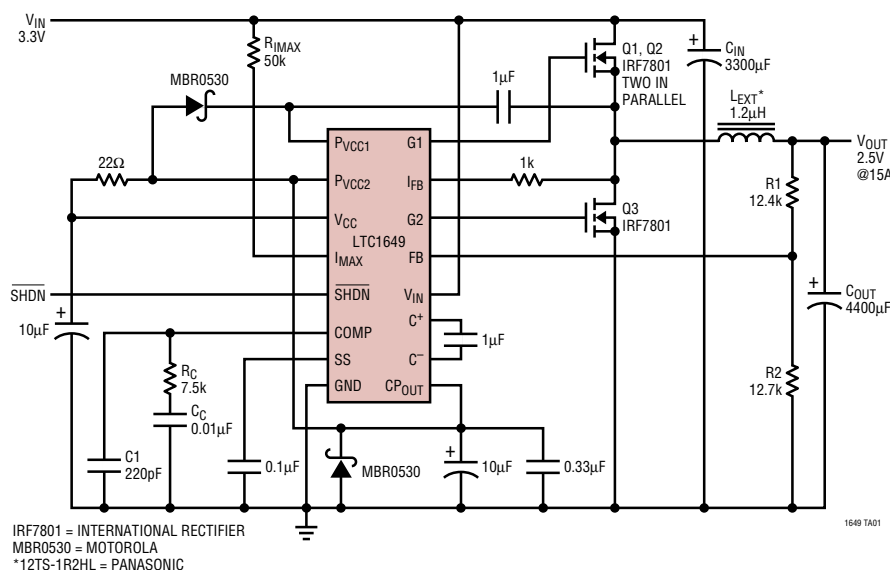 VIN
3.3V
RIMAX
50k
MBR0530
1µF
Q1, Q2
IRF7801
TWO IN
PARALLEL
+
CIN
3300µF
LEXT*
1.2µH
VOUT
2.5V
@15A
22Ω
PVCC1
PVCC2
VCC
IMAX
SHDN
COMP
SS
GND
LTC1649
G1
IFB
G2
FB
VIN
C+
C–
CPOUT
1k
Q3
IRF7801
R1
12.4k
SHDN
+
10µF
1µF
+
COUT
4400µF
RC
7.5k
CC
0.01µF
R2
12.7k
C1
220pF
0.1µF
MBR0530
+
10µF
0.33µF
1649 TA01
IRF7801 = INTERNATIONAL RECTIFIER
MBR0530 = MOTOROLA
*12TS-1R2HL = PANASONIC